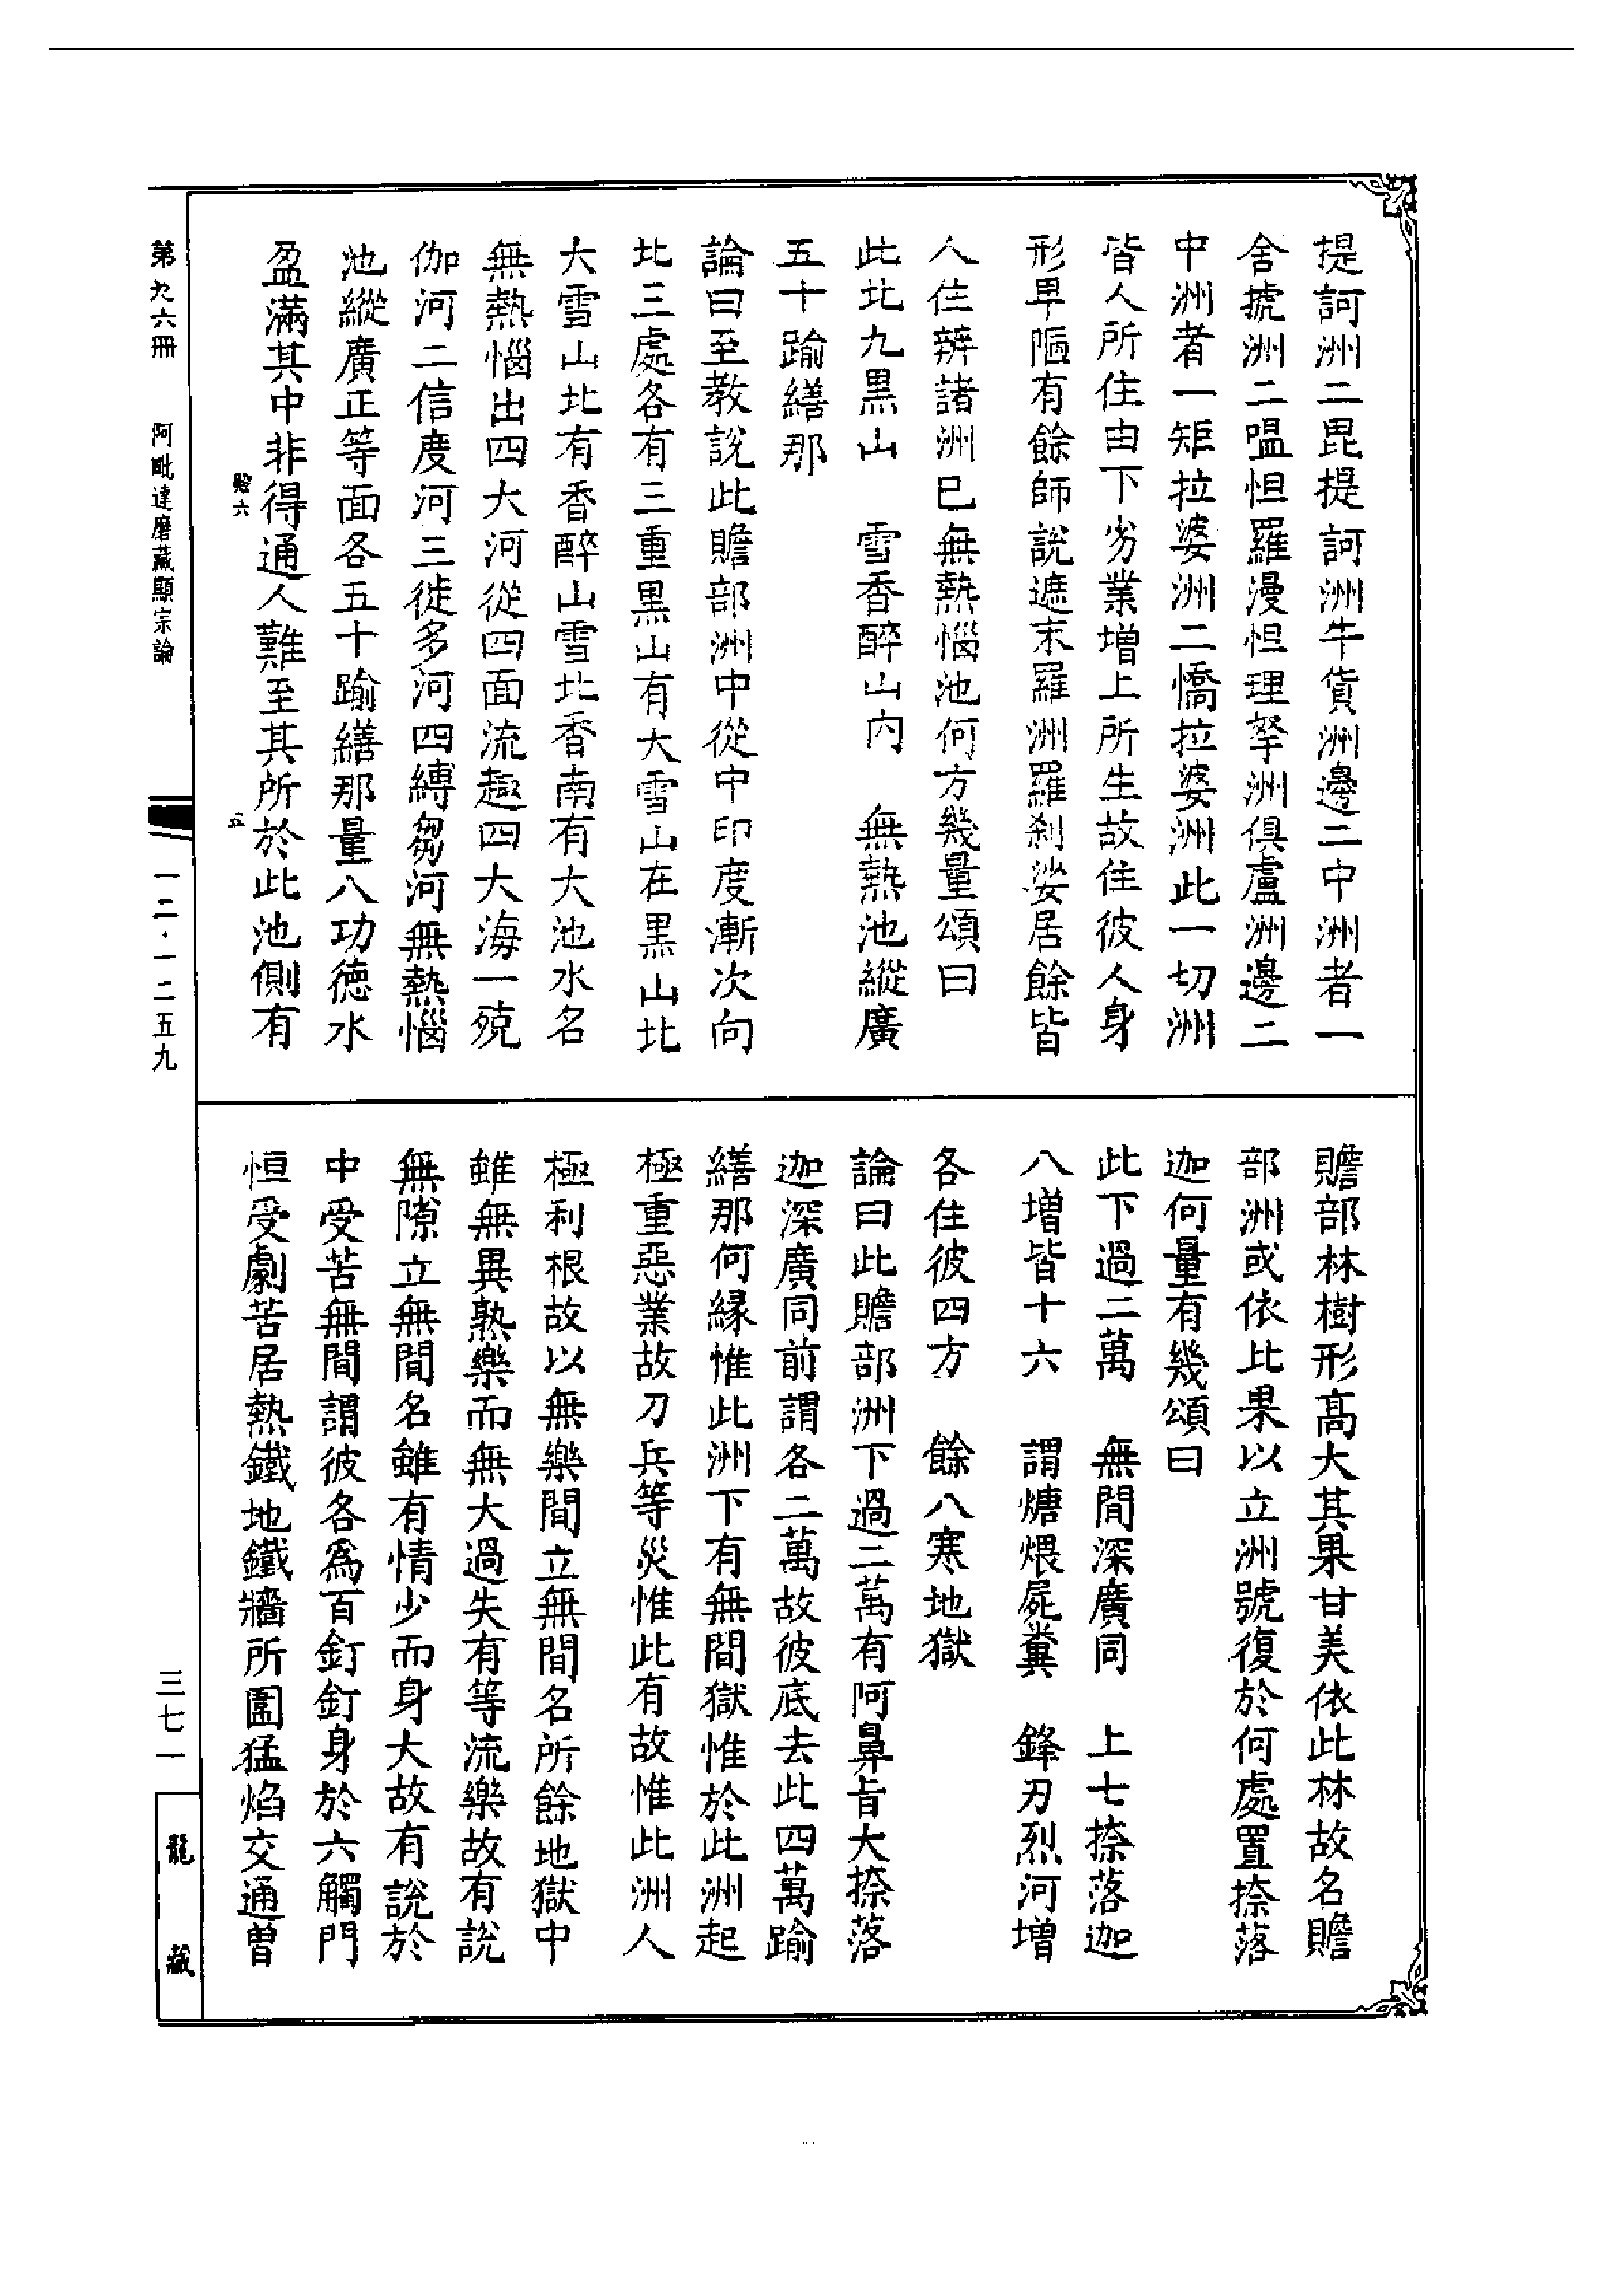 提訶洲二毘提訶洲牛貨洲邊二中洲者一
舍搋洲二嗢怛羅漫怛理拏洲俱盧洲邊二
中洲者一矩拉婆洲二憍拉婆洲此一切洲
皆人所住由下劣業增上所生故住彼人身
形卑陋有餘師說遮末羅洲羅刹娑居餘皆
人住辯諸洲已無熱惱池何方幾量頌曰
此北九黑山　雪香醉山內　無熱池縱廣
五十踰繕那
論曰至教說此贍部洲中從中印度漸次向
北三處各有三重黑山有大雪山在黑山北
大雪山北有香醉山雪北香南有大池水名
無熱惱出四大河從四面流趣四大海一殑
伽河二信度河三徙多河四縛芻河無熱惱
池縱廣正等面各五十踰繕那量八功德水
盈滿其中非得通人難至其所於此池側有
贍部林樹形高大其果甘美依此林故名贍
部洲或依此果以立洲號復於何處置捺落
迦何量有幾頌曰
此下過二萬　無間深廣同　上七捺落迦
八增皆十六　謂煻煨屍糞　鋒刃烈河增
各住彼四方　餘八寒地獄
論曰此贍部洲下過二萬有阿鼻旨大捺落
迦深廣同前謂各二萬故彼底去此四萬踰
繕那何緣惟此洲下有無間獄惟於此洲起
極重惡業故刀兵等災惟此有故惟此洲人
極利根故以無樂間立無間名所餘地獄中
雖無異熟樂而無大過失有等流樂故有說
無隙立無間名雖有情少而身大故有說於
中受苦無間謂彼各為百釘釘身於六觸門
恒受劇苦居熱鐵地鐵牆所圍猛焰交通曾
第九六冊　阿毗達磨藏顯宗論
五
一二·一二五九
三七一
龍藏